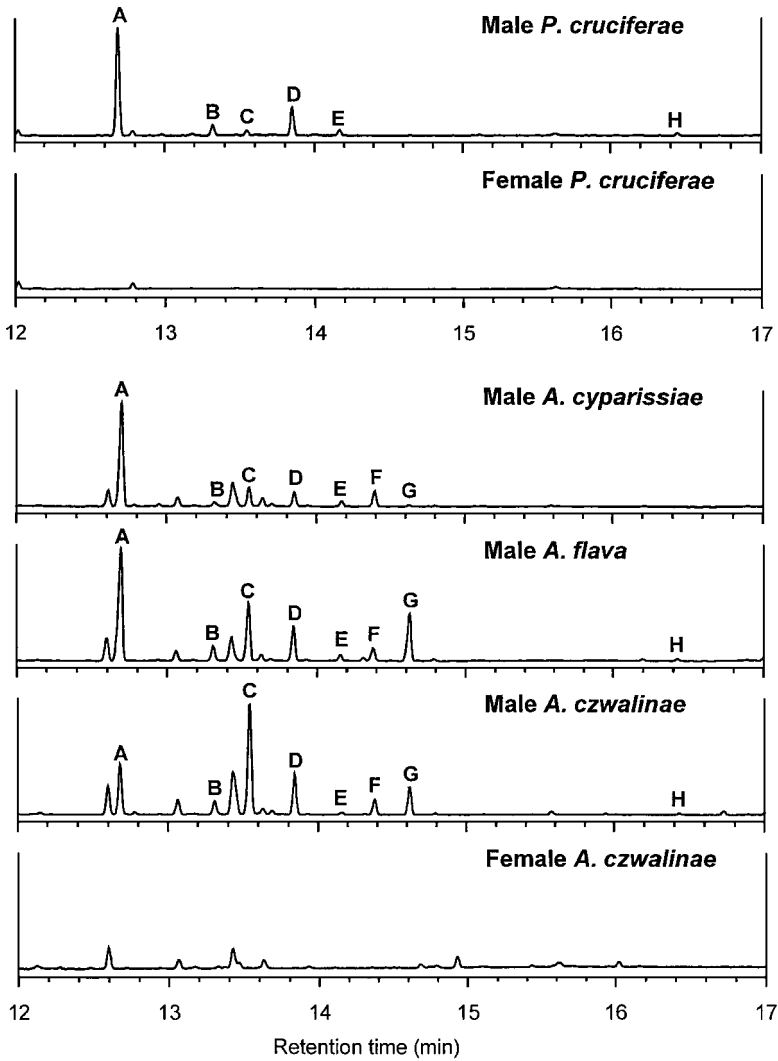 Male P. cruciferae
A
B
C
D
E
H
Female P. cruciferae
12 13 14 15 16 17
Male A. cyparissiae
A
B
C
D
E
F
G
Male A. flava
A
B
C
D
E
F
G
H
Male A. czwalinae
A
B
C
D
E
F
G
H
Female A. czwalinae
12 13 14 15 16 17
Retention time (min)